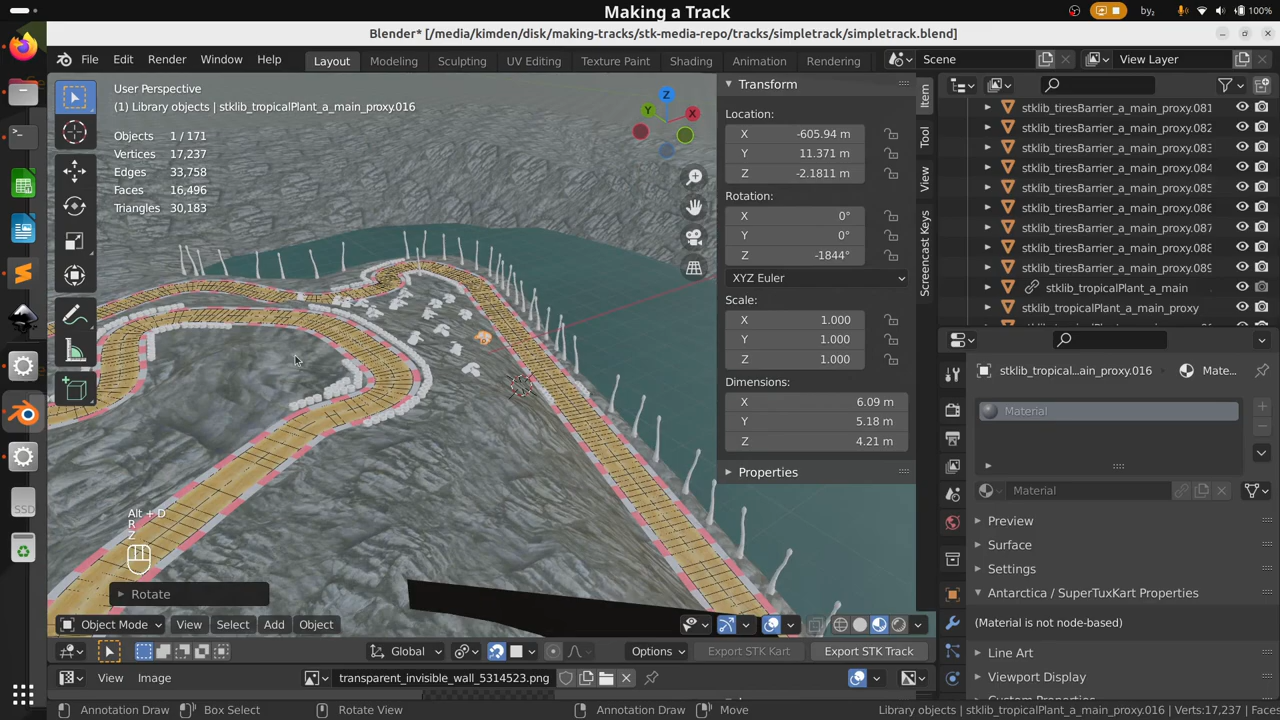 Making a Track
by₂
100%
Blender* [/media/kimden/disk/making-tracks/stk-media-repo/tracks/simpletrack/simpletrack.blend]
File Edit Render Window Help
Layout Modeling Sculpting UV Editing Texture Paint Shading Animation Rendering
Scene
View Layer
User Perspective
(1) Library objects | stklib_tropicalPlant_a_main_proxy.016
Objects 1 / 171
Vertices 17,237
Edges 33,758
Faces 16,496
Triangles 30,183
Z
Y
X
Transform
Location:
X -605.94 m
Y 11.371 m
Z -2.1811 m
Rotation:
X 0°
Y 0°
Z -1844°
XYZ Euler
Scale:
X 1.000
Y 1.000
Z 1.000
Dimensions:
X 6.09 m
Y 5.18 m
Z 4.21 m
Properties
Item
Tool
View
Screencast Keys
stklib_tiresBarrier_a_main_proxy.081
stklib_tiresBarrier_a_main_proxy.082
stklib_tiresBarrier_a_main_proxy.083
stklib_tiresBarrier_a_main_proxy.084
stklib_tiresBarrier_a_main_proxy.085
stklib_tiresBarrier_a_main_proxy.086
stklib_tiresBarrier_a_main_proxy.087
stklib_tiresBarrier_a_main_proxy.088
stklib_tiresBarrier_a_main_proxy.089
stklib_tropicalPlant_a_main
stklib_tropicalPlant_a_main_proxy
stklib_tropical...ain_proxy.016
Mate...
Material
Material
Preview
Surface
Settings
Antarctica / SuperTuxKart Properties
(Material is not node-based)
Line Art
Viewport Display
Custom Properties
Alt + D
R
Z
Rotate
SSD
Object Mode View Select Add Object
Global
Options
Export STK Kart
Export STK Track
View Image
transparent_invisible_wall_5314523.png
Annotation Draw
Box Select
Rotate View
Annotation Draw
Move
Library objects | stklib_tropicalPlant_a_main_proxy.016 | Verts:17,237 | Faces